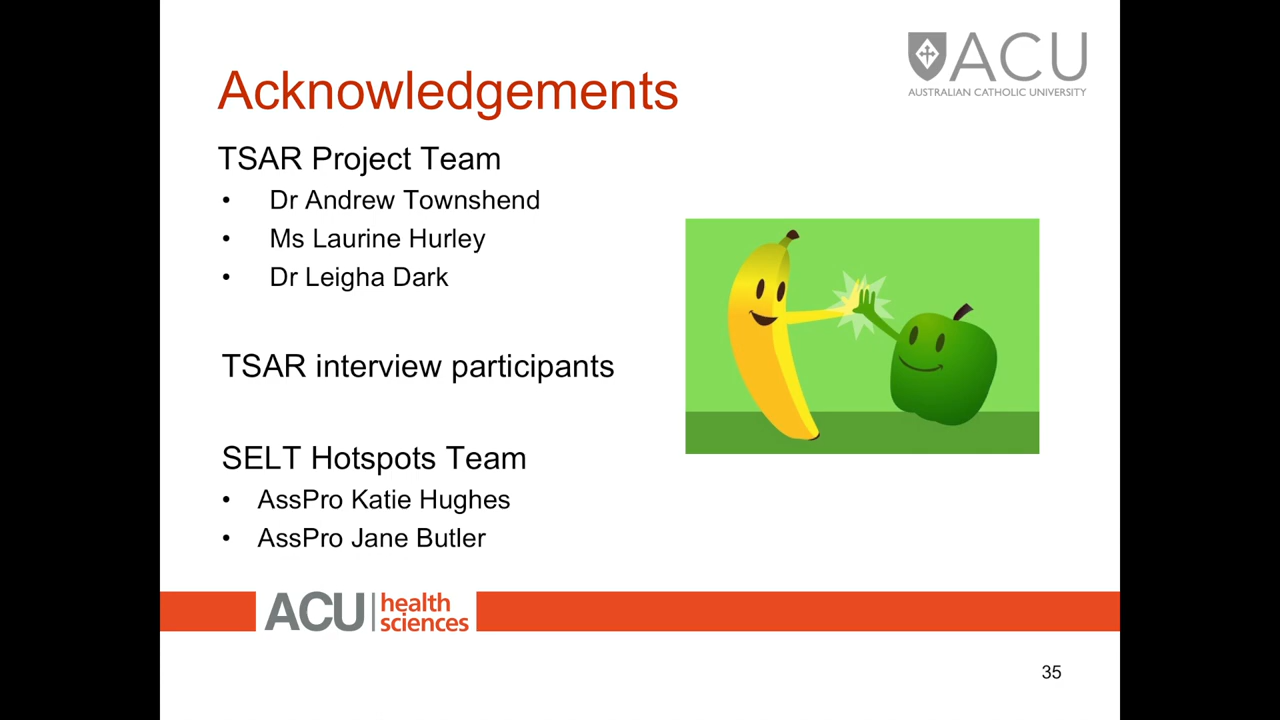 ACU
AUSTRALIAN CATHOLIC UNIVERSITY
Acknowledgements
TSAR Project Team
• Dr Andrew Townshend
• Ms Laurine Hurley
• Dr Leigha Dark
TSAR interview participants
SELT Hotspots Team
• AssPro Katie Hughes
• AssPro Jane Butler
ACU health
sciences
35